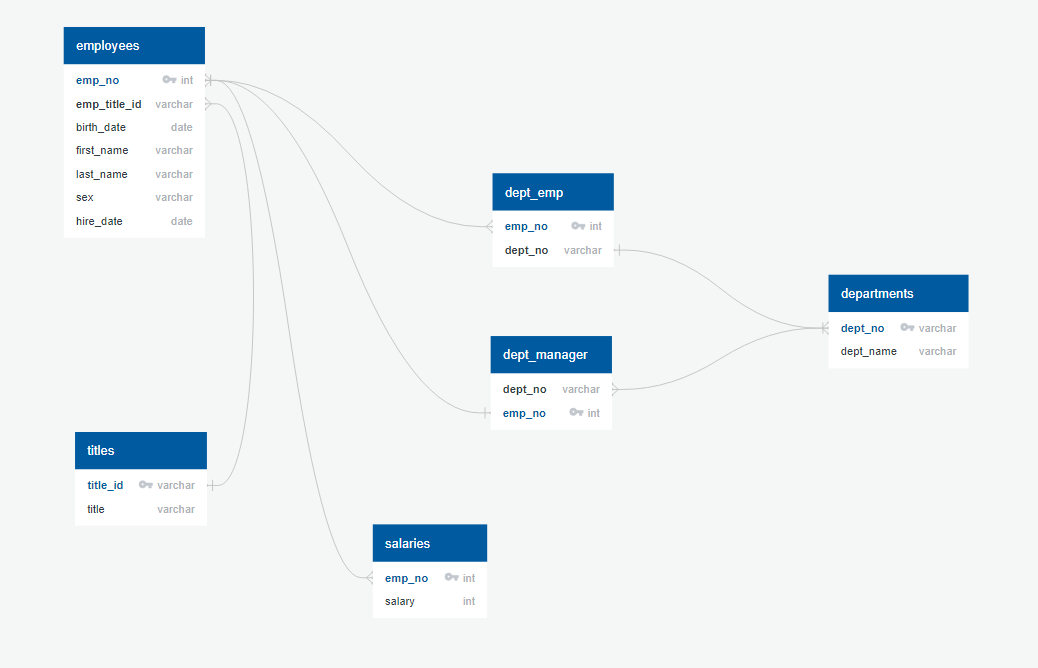 employees
emp_no int
emp_title_id varchar
birth_date date
first_name varchar
last_name varchar
sex varchar
hire_date date
dept_emp
emp_no int
dept_no varchar
departments
dept_no varchar
dept_name varchar
dept_manager
dept_no varchar
emp_no int
titles
title_id varchar
title varchar
salaries
emp_no int
salary int